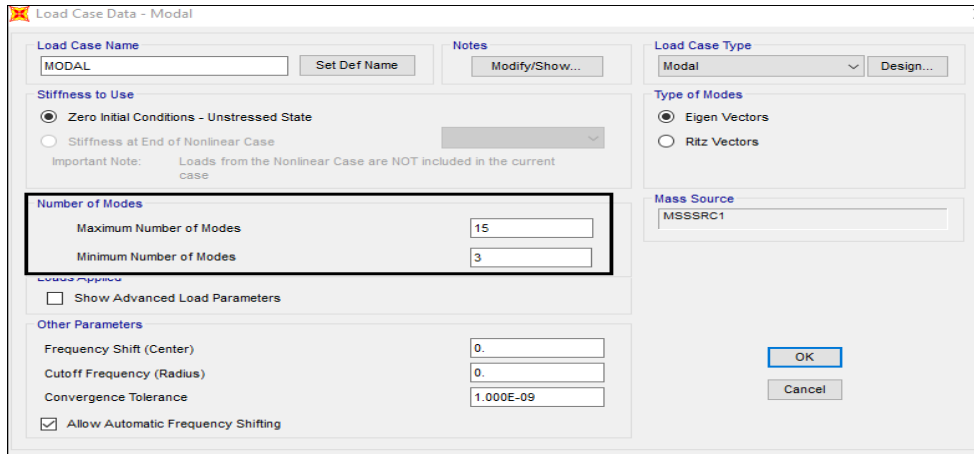 Load Case Data - Modal
Load Case Name
MODAL
Set Def Name
Notes
Modify/Show...
Load Case Type
Modal
Design...
Stiffness to Use
Zero Initial Conditions - Unstressed State
Stiffness at End of Nonlinear Case
Important Note: Loads from the Nonlinear Case are NOT included in the current
case
Type of Modes
Eigen Vectors
Ritz Vectors
Number of Modes
Maximum Number of Modes 15
Minimum Number of Modes 3
Mass Source
MSSSRC1
Loads Applied
Show Advanced Load Parameters
Other Parameters
Frequency Shift (Center) 0.
Cutoff Frequency (Radius) 0.
Convergence Tolerance 1.000E-09
Allow Automatic Frequency Shifting
OK
Cancel